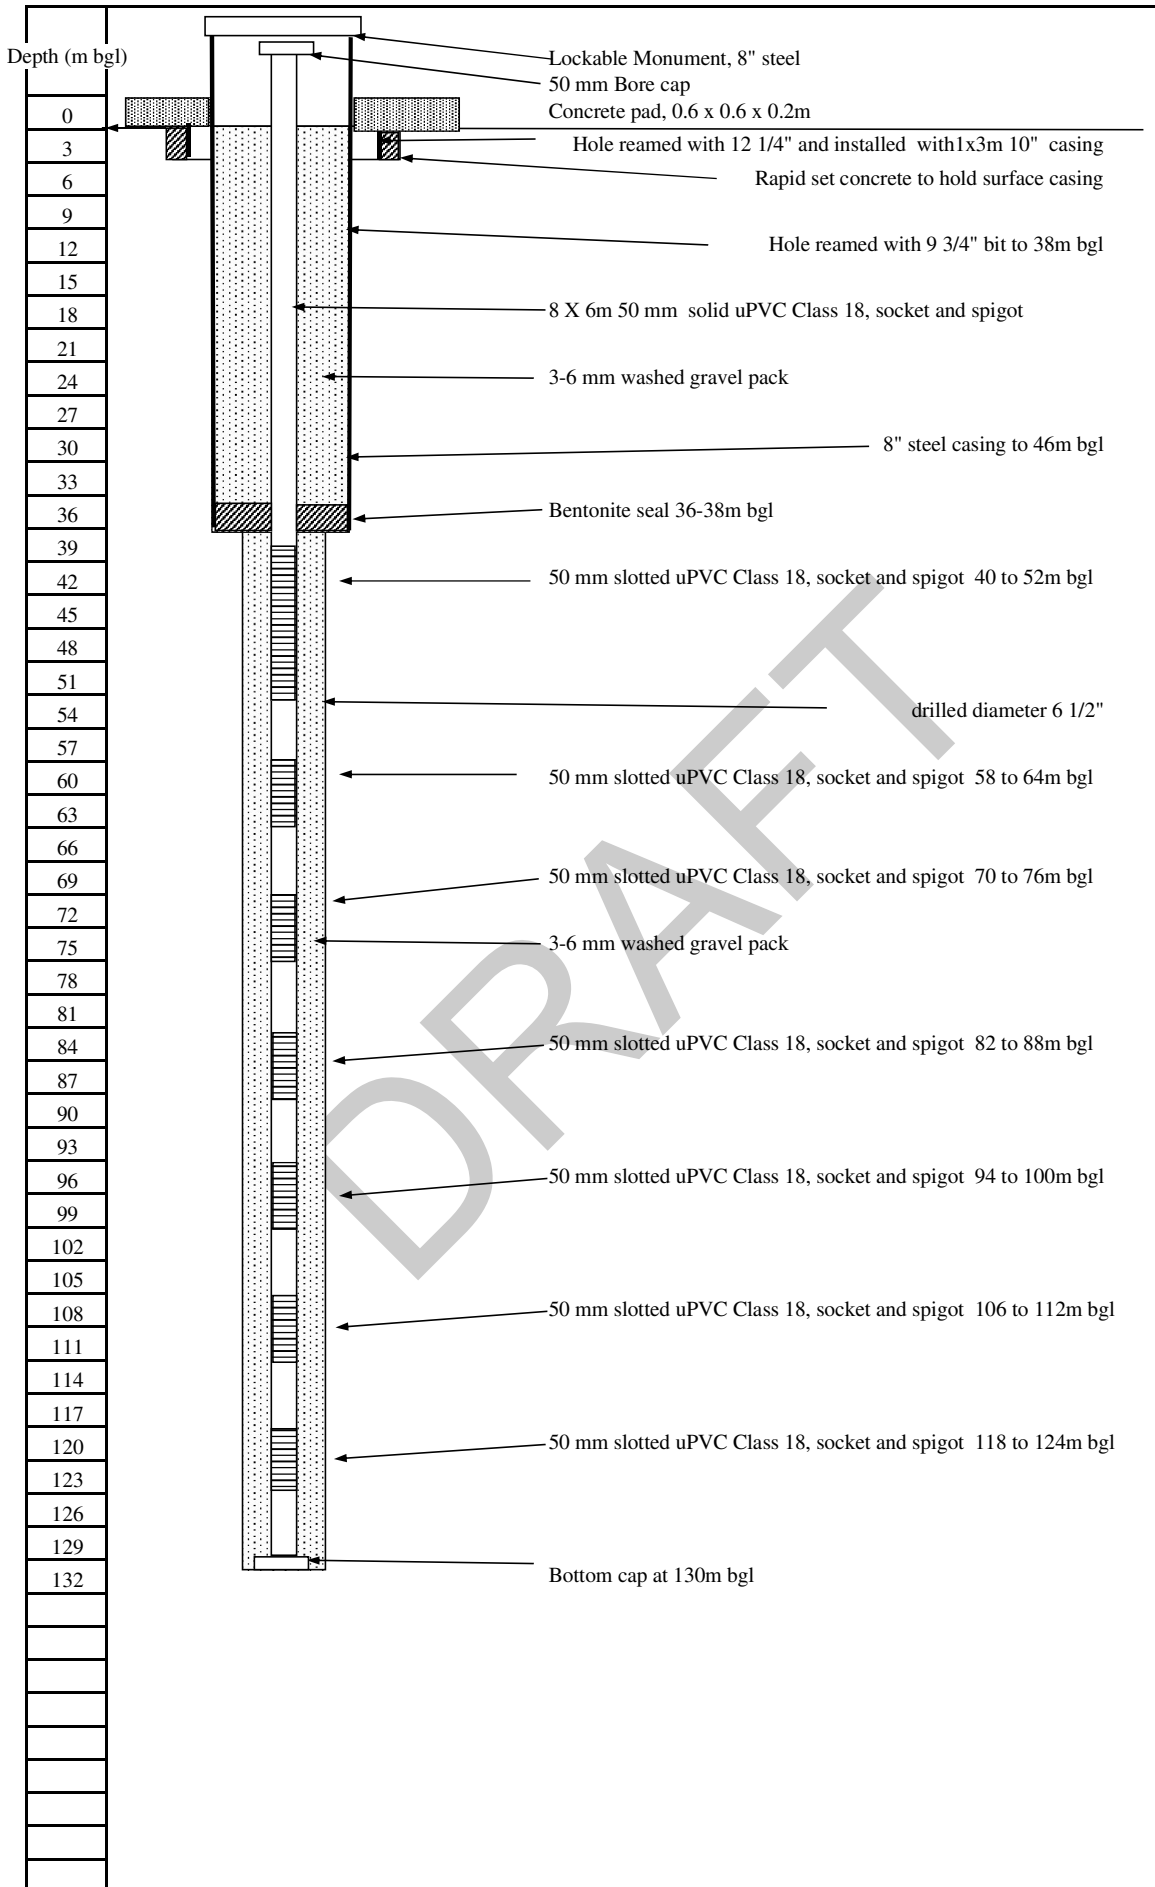 Lockable Monument, 8" steel
Depth (m bgl)
50 mm Bore cap
Concrete pad, 0.6 x 0.6 x 0.2m
0
Hole reamed with 12 1/4" and installed with1x3m 10" casing
3
Rapid set concrete to hold surface casing
6
9
Hole reamed with 9 3/4" bit to 38m bgl
12
15
8 X 6m 50 mm solid uPVC Class 18, socket and spigot
18
21
3-6 mm washed gravel pack
24
27
8" steel casing to 46m bgl
30
33
Bentonite seal 36-38m bgl
36
39
50 mm slotted uPVC Class 18, socket and spigot 40 to 52m bgl
42
45
48
51
drilled diameter 6 1/2"
54
57
50 mm slotted uPVC Class 18, socket and spigot 58 to 64m bgl
60
63
66
50 mm slotted uPVC Class 18, socket and spigot 70 to 76m bgl
69
72
3-6 mm washed gravel pack
75
78
81
50 mm slotted uPVC Class 18, socket and spigot 82 to 88m bgl
84
87
90
93
50 mm slotted uPVC Class 18, socket and spigot 94 to 100m bgl
96
99
102
105
50 mm slotted uPVC Class 18, socket and spigot 106 to 112m bgl
108
111
114
117
50 mm slotted uPVC Class 18, socket and spigot 118 to 124m bgl
120
123
126
129
Bottom cap at 130m bgl
132
DRAFT